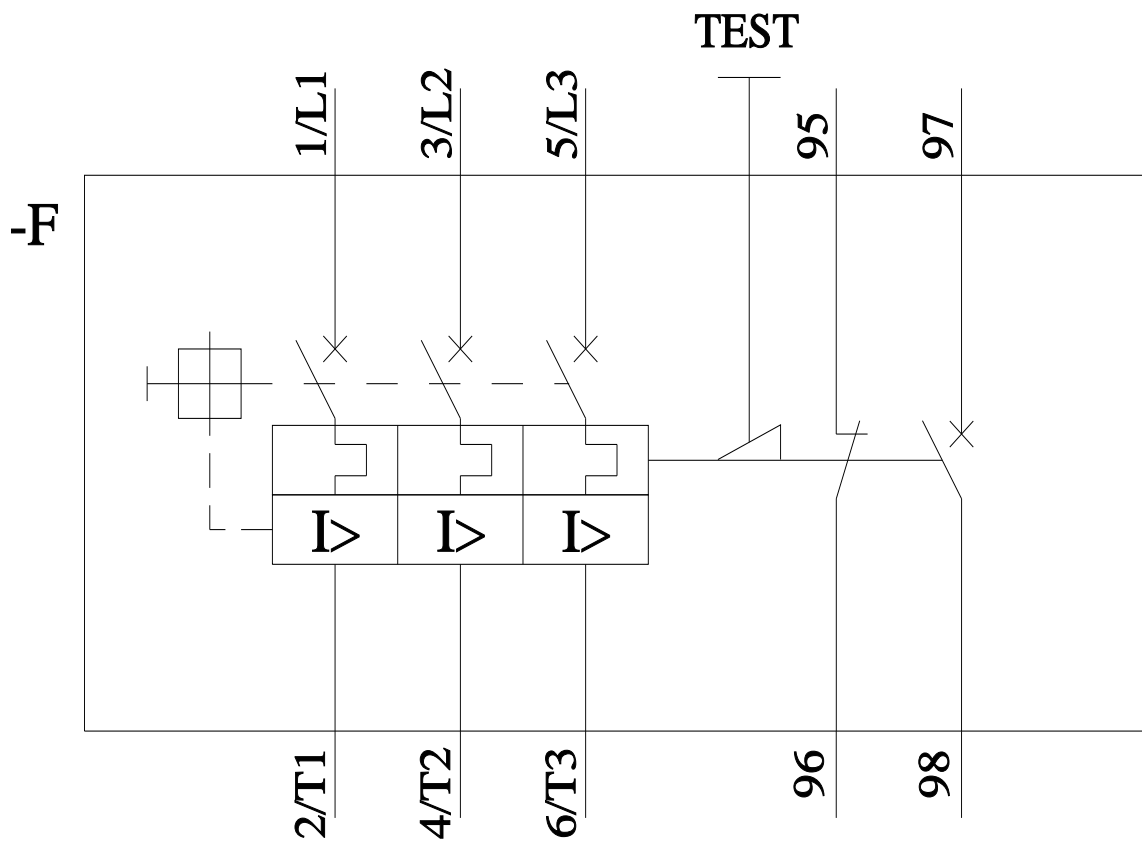 TEST
1/L1
3/L2
5/L3
95
97
-F
I>
I>
I>
2/T1
4/T2
6/T3
96
98